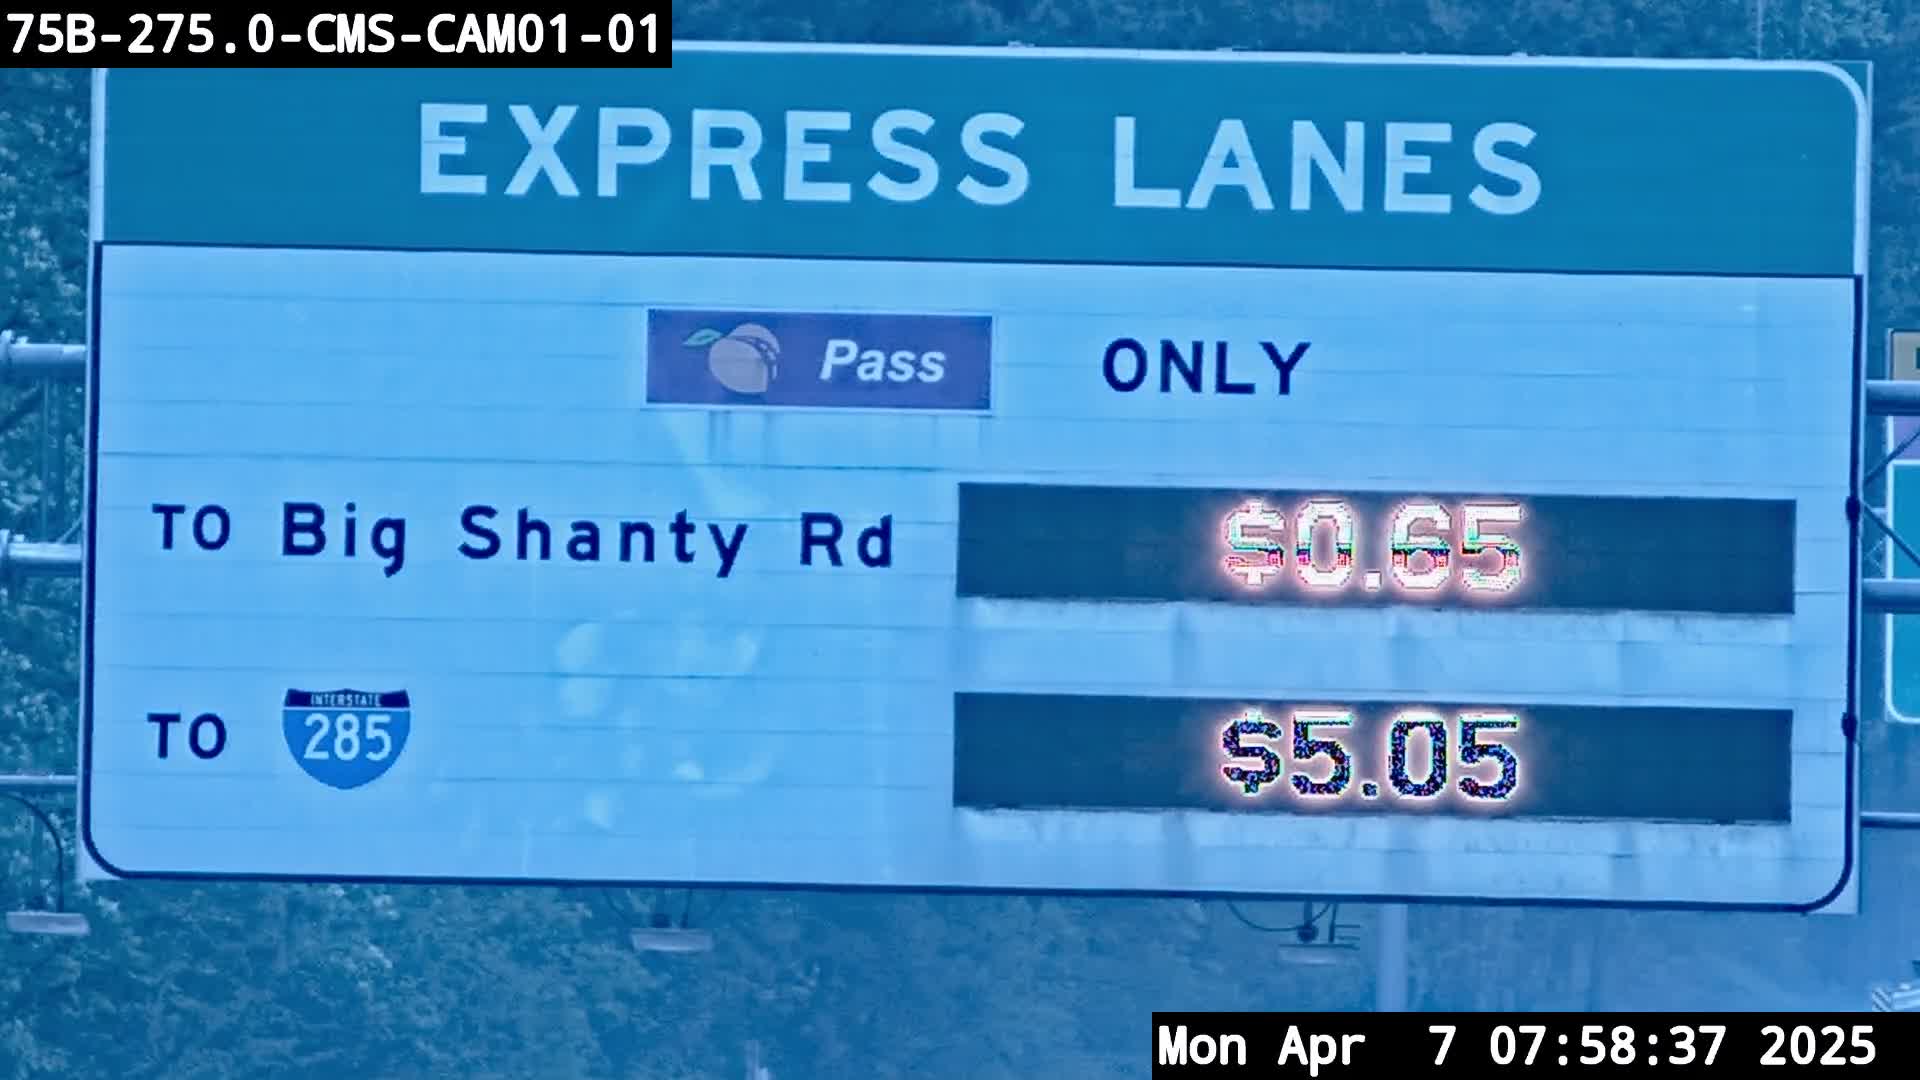 75B-275.0-CMS-CAM01-01
EXPRESS LANES
Pass ONLY
TO Big Shanty Rd $0.65
INTERSTATE
TO 285 $5.05
Mon Apr 7 07:58:37 2025